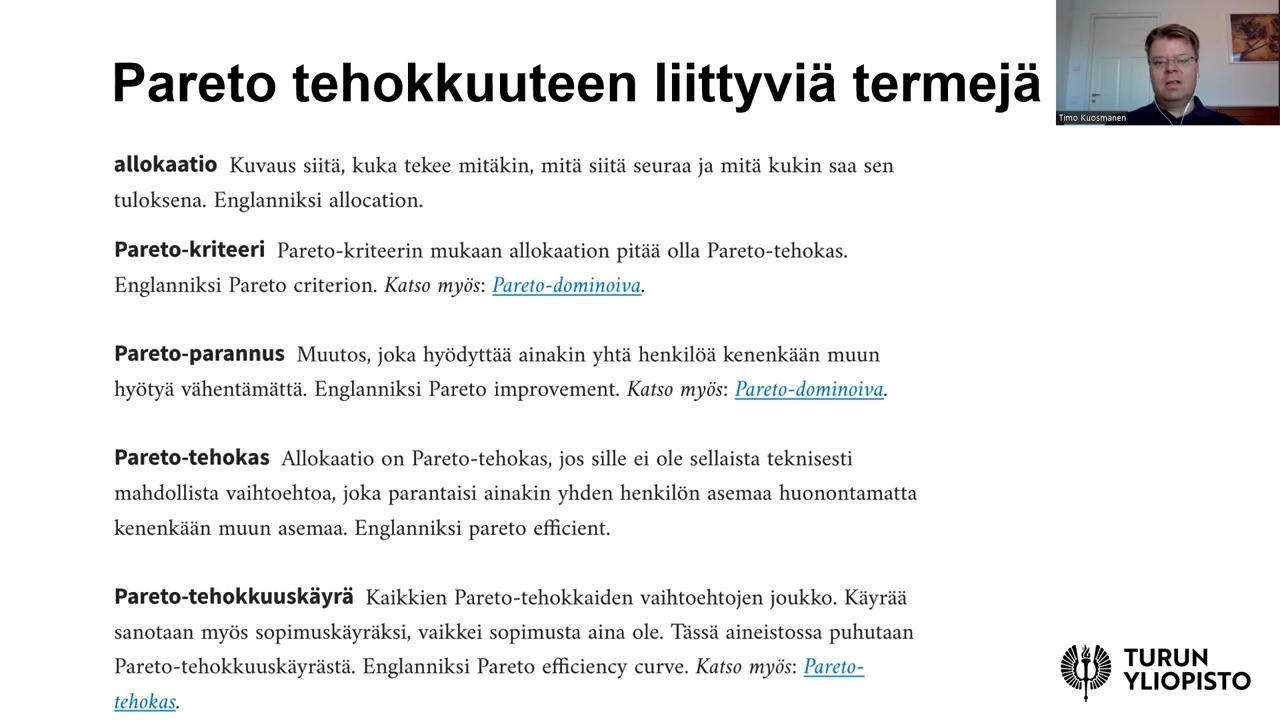 Pareto tehokkuuteen liittyviä termejä
Timo Kuosmanen
allokaatio Kuvaus siitä, kuka tekee mitäkin, mitä siitä seuraa ja mitä kukin saa sen
tuloksena. Englanniksi allocation.
Pareto-kriteeri Pareto-kriteerin mukaan allokaation pitää olla Pareto-tehokas.
Englanniksi Pareto criterion. Katso myös: Pareto-dominoiva.
Pareto-parannus Muutos, joka hyödyttää ainakin yhtä henkilöä kenenkään muun
hyötyä vähentämättä. Englanniksi Pareto improvement. Katso myös: Pareto-dominoiva.
Pareto-tehokas Allokaatio on Pareto-tehokas, jos sille ei ole sellaista teknisesti
mahdollista vaihtoehtoa, joka parantaisi ainakin yhden henkilön asemaa huonontamatta
kenenkään muun asemaa. Englanniksi pareto efficient.
Pareto-tehokkuuskäyrä Kaikkien Pareto-tehokkaiden vaihtoehtojen joukko. Käyrää
sanotaan myös sopimuskäyräksi, vaikkei sopimusta aina ole. Tässä aineistossa puhutaan
Pareto-tehokkuuskäyrästä. Englanniksi Pareto efficiency curve. Katso myös: Pareto-
tehokas.
TURUN
YLIOPISTO